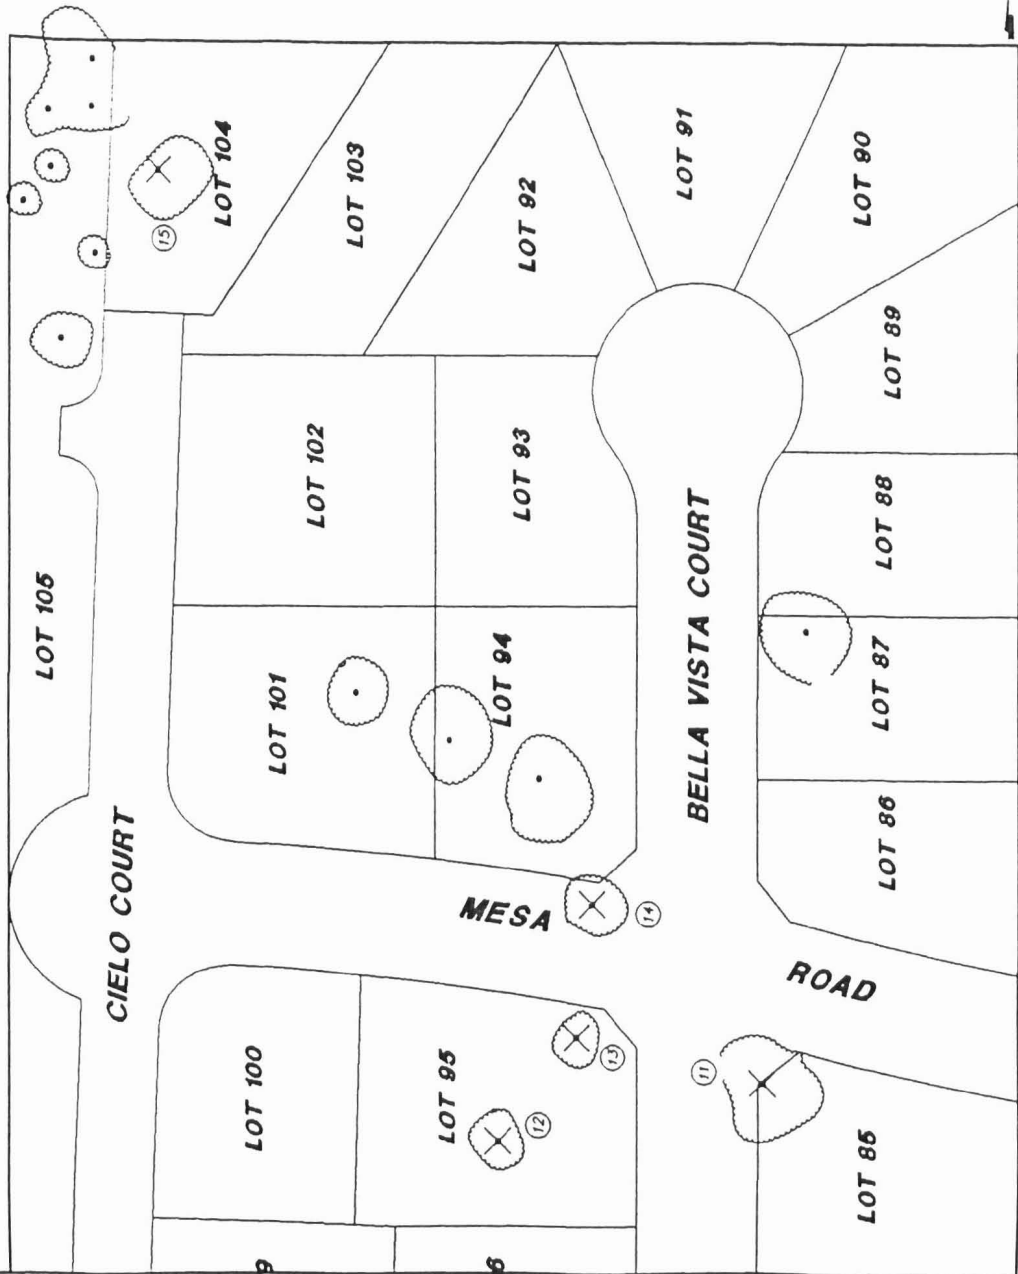 LOT 105
LOT 104
15
LOT 103
LOT 92
LOT 91
LOT 90
LOT 89
LOT 102
LOT 93
LOT 88
LOT 101
LOT 94
BELLA VISTA COURT
LOT 87
LOT 86
CIELO COURT
MESA
ROAD
14
LOT 100
LOT 95
13
12
11
LOT 85
9
6